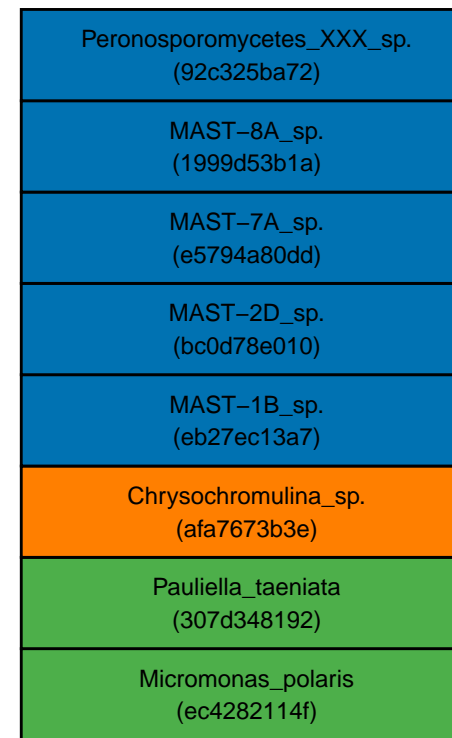 Peronosporomycetes_XXX_sp.
(92c325ba72)
MAST−8A_sp.
(1999d53b1a)
MAST−7A_sp.
(e5794a80dd)
MAST−2D_sp.
(bc0d78e010)
MAST−1B_sp.
(eb27ec13a7)
Chrysochromulina_sp.
(afa7673b3e)
Pauliella_taeniata
(307d348192)
Micromonas_polaris
(ec4282114f)